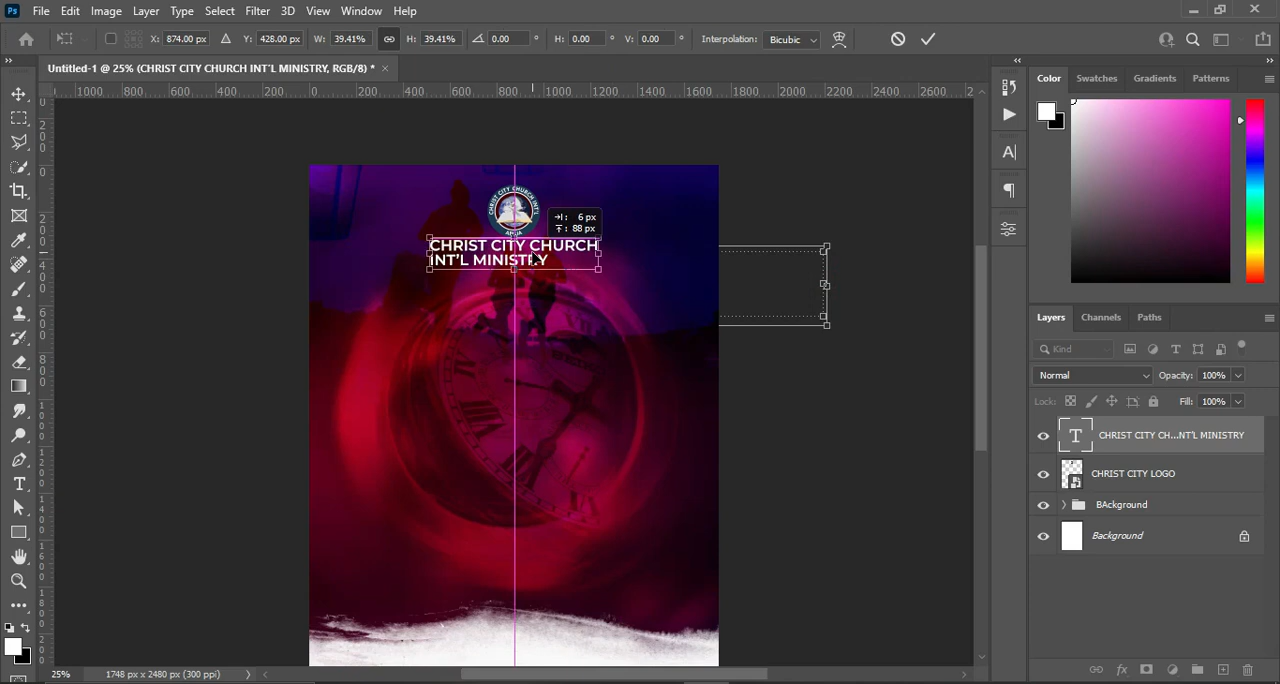 Ps File Edit Image Layer Type Select Filter 3D View Window Help
X: 874.00 px Y: 428.00 px W: 39.41% H: 39.41% 0.00 ° H: 0.00 ° V: 0.00 ° Interpolation: Bicubic
Untitled-1 @ 25% (CHRIST CITY CHURCH INT'L MINISTRY, RGB/8) * ×
1000 800 600 400 200 0 200 400 600 800 1000 1200 1400 1600 1800 2000 2200 2400 2600
Color Swatches Gradients Patterns
CHRIST CITY CHURCH INT'L
6 px
88 px
CHRIST CITY CHURCH
INT'L MINISTRY
Layers Channels Paths
Kind
Normal Opacity: 100%
Lock: Fill: 100%
CHRIST CITY CH...NT'L MINISTRY
CHRIST CITY LOGO
BAckground
Background
25% 1748 px x 2480 px (300 ppi)